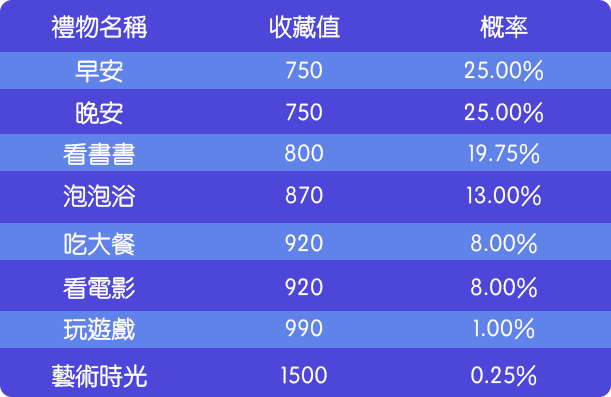 禮物名稱 收藏值 概率
早安 750 25.00%
晚安 750 25.00%
看書書 800 19.75%
泡泡浴 870 13.00%
吃大餐 920 8.00%
看電影 920 8.00%
玩遊戲 990 1.00%
藝術時光 1500 0.25%